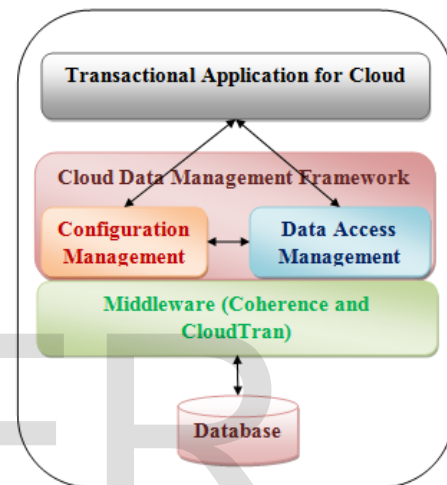 Transactional Application for Cloud
Cloud Data Management Framework
Configuration
Management
Data Access
Management
Middleware (Coherence and
CloudTran)
Database